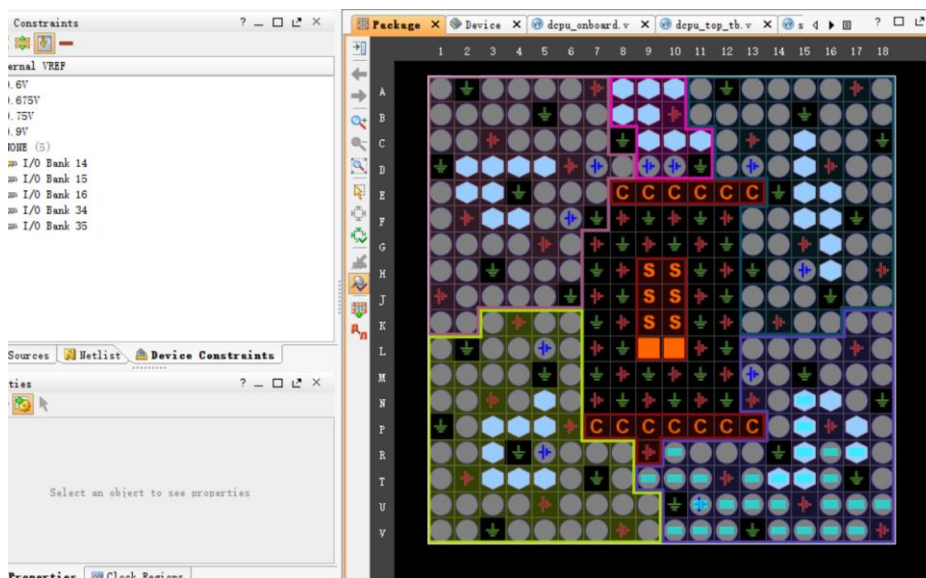 Constraints
ernal VREF
.6V
.675V
.75V
.9V
NONE (5)
I/O Bank 14
I/O Bank 15
I/O Bank 16
I/O Bank 34
I/O Bank 35
Sources Netlist Device Constraints
ties
Select an object to see properties
Properties Clock Regions
Package Device dcpu_onboard.v dcpu_top_tb.v s
1 2 3 4 5 6 7 8 9 10 11 12 13 14 15 16 17 18
A
B
C
D
E C C C C C C
F
G
H S S
J S S
K S S
L
M
N
P C C C C C C C
R
T
U
V